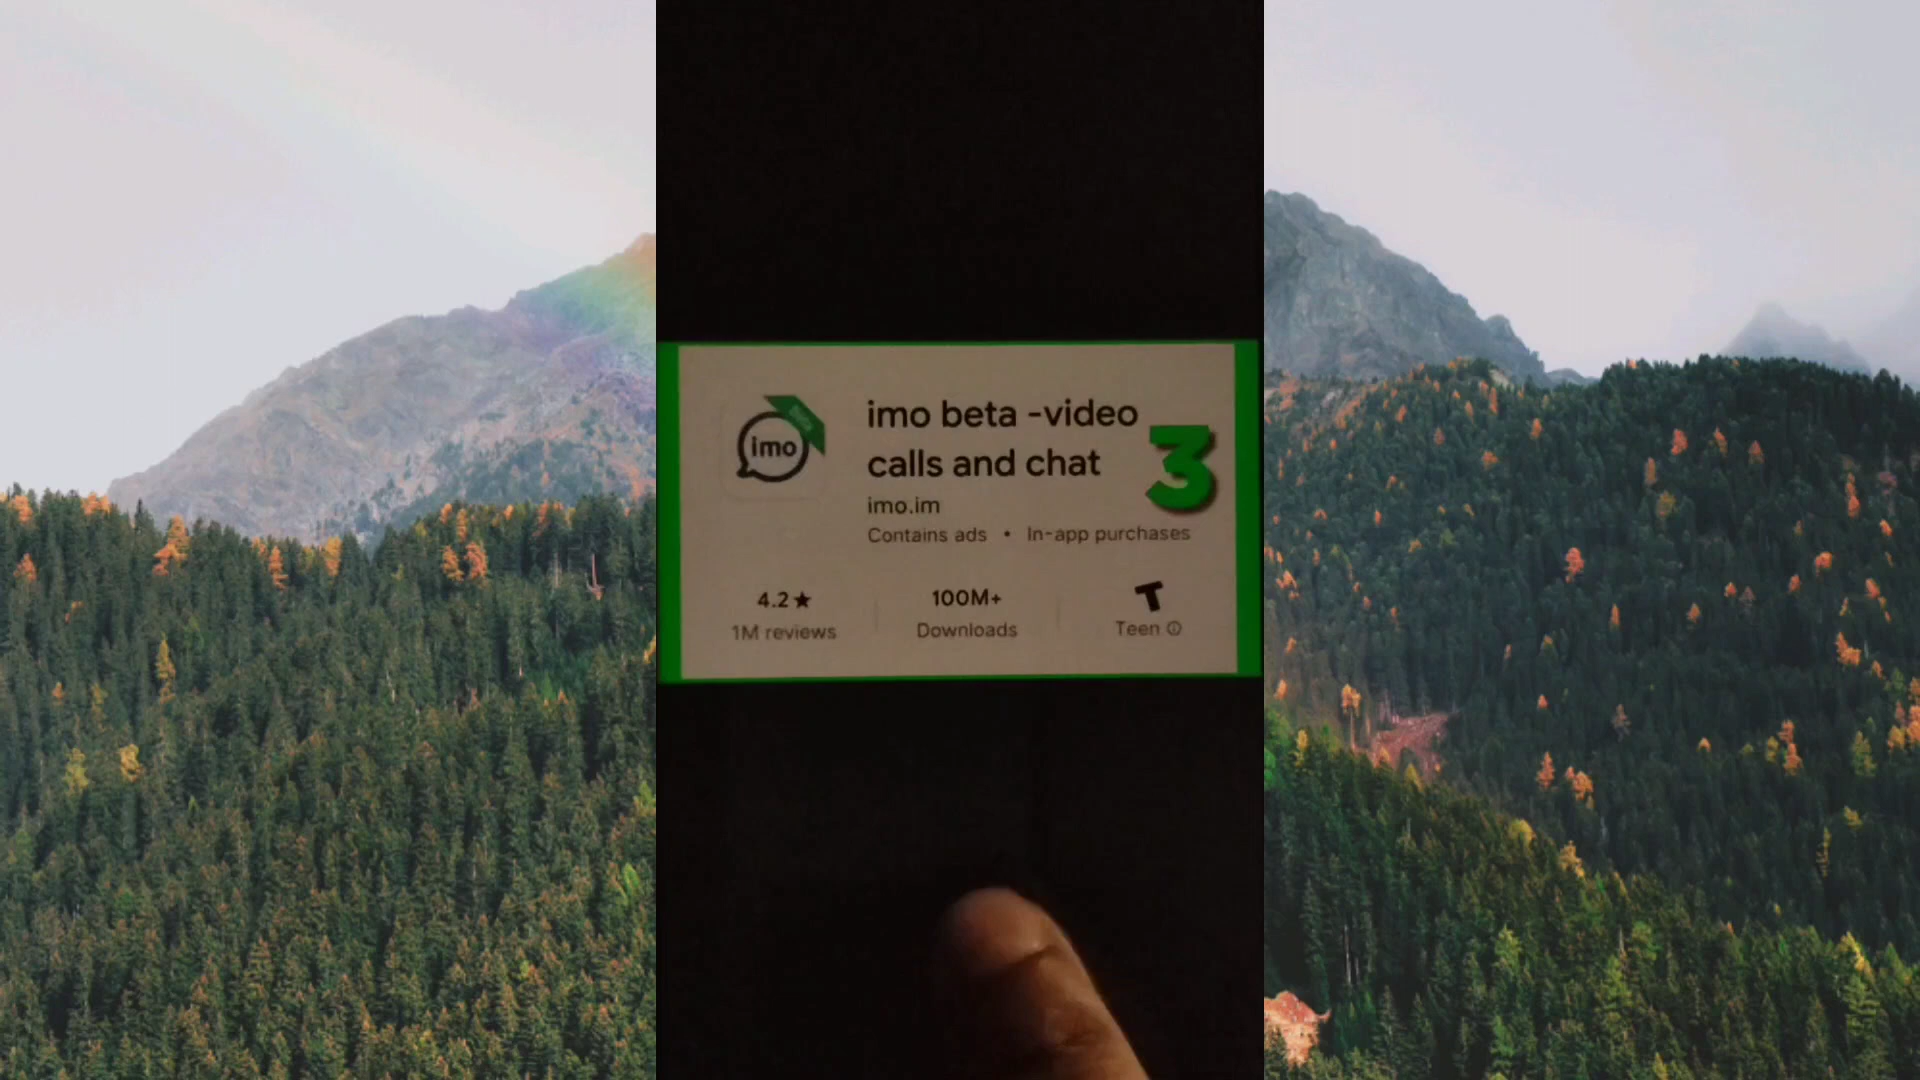 imo
imo beta -video
calls and chat
3
imo.im
Contains ads • In-app purchases
4.2★
1M reviews
100M+
Downloads
T
Teen